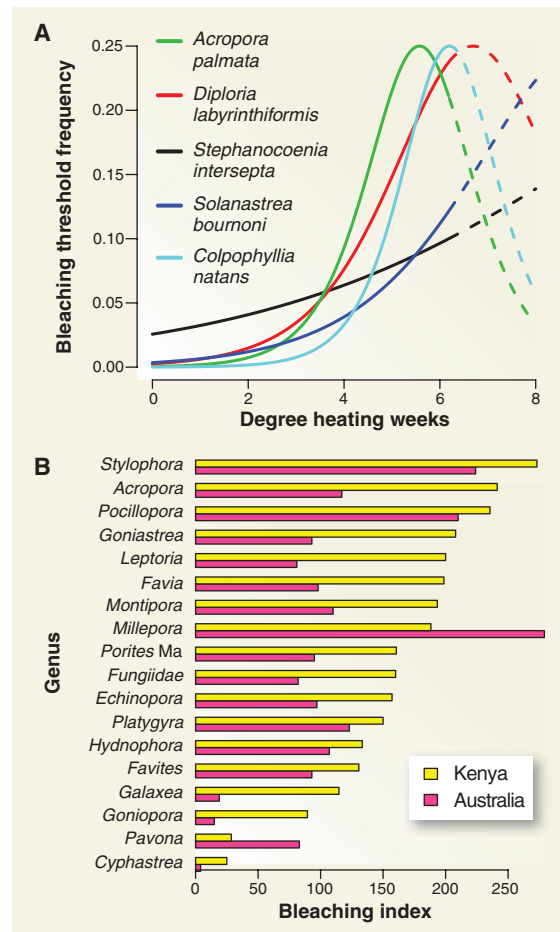 A
Bleaching threshold frequency
0.25
0.20
0.15
0.10
0.05
0.00
Acropora
palmata
Diploria
labyrinthiformis
Stephanocoenia
intersepta
Solanastrea
bournoni
Colpophyllia
natans
0 2 4 6 8
Degree heating weeks
B
Genus
Stylophora
Acropora
Pocillopora
Goniastrea
Leptoria
Favia
Montipora
Millepora
Porites Ma
Fungiidae
Echinopora
Platygyra
Hydnophora
Favites
Galaxea
Goniopora
Pavona
Cyphastrea
Kenya
Australia
0 50 100 150 200 250
Bleaching index